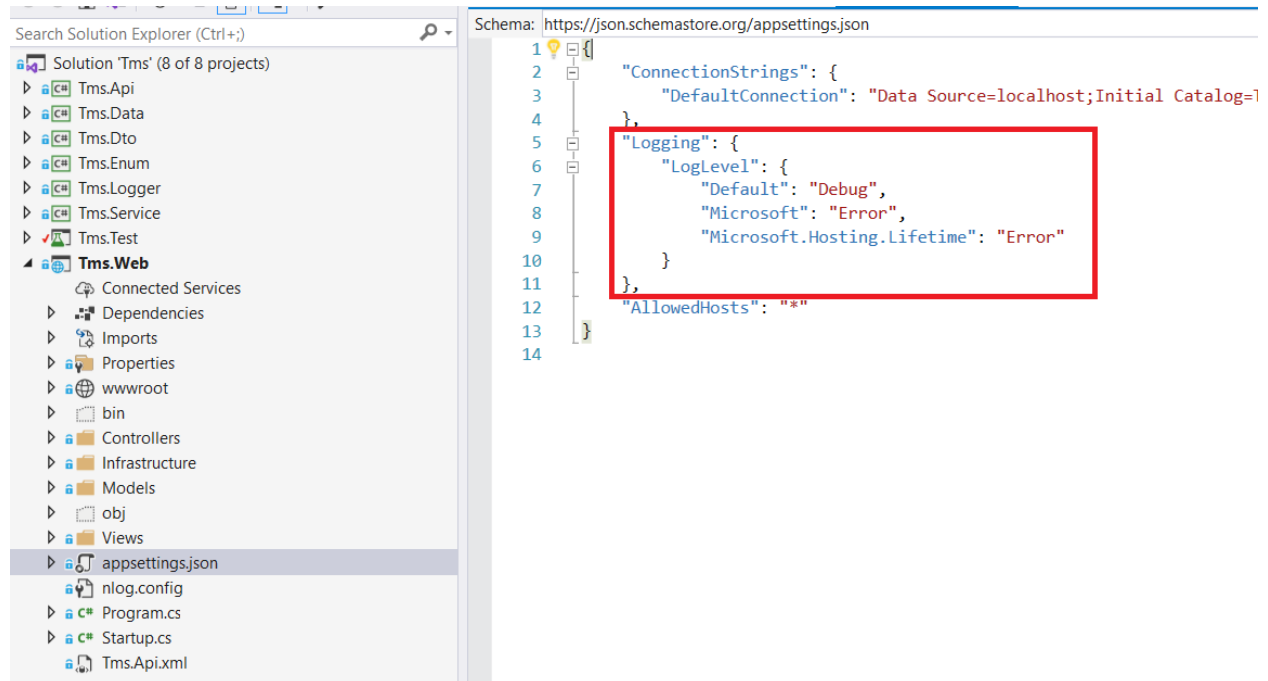 Search Solution Explorer (Ctrl+;)
Solution 'Tms' (8 of 8 projects)
C# Tms.Api
C# Tms.Data
C# Tms.Dto
C# Tms.Enum
C# Tms.Logger
C# Tms.Service
Tms.Test
Tms.Web
Connected Services
Dependencies
Imports
Properties
wwwroot
bin
Controllers
Infrastructure
Models
obj
Views
appsettings.json
nlog.config
C# Program.cs
C# Startup.cs
Tms.Api.xml
Schema: https://json.schemastore.org/appsettings.json
1 {
2 "ConnectionStrings": {
3 "DefaultConnection": "Data Source=localhost;Initial Catalog=
4 },
5 "Logging": {
6 "LogLevel": {
7 "Default": "Debug",
8 "Microsoft": "Error",
9 "Microsoft.Hosting.Lifetime": "Error"
10 }
11 },
12 "AllowedHosts": "*"
13 }
14